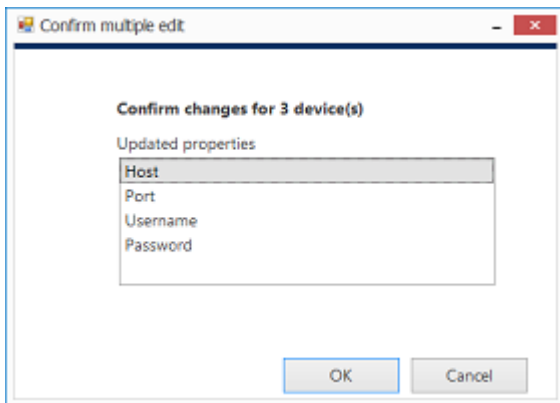 Confirm multiple edit
Confirm changes for 3 device(s)
Updated properties
Host
Port
Username
Password
OK
Cancel